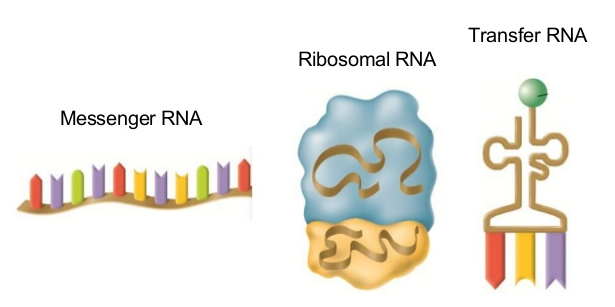 Messenger RNA
Ribosomal RNA
Transfer RNA